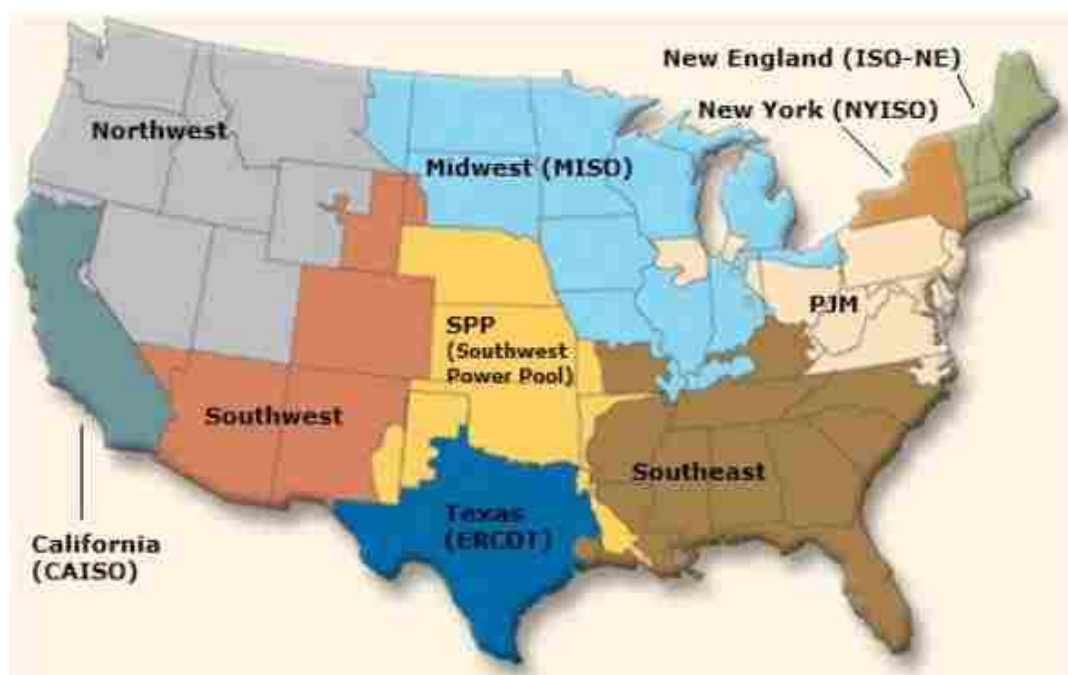 New England (ISO-NE)
New York (NYISO)
Northwest
Midwest (MISO)
PJM
SPP
(Southwest
Power Pool)
Southwest
Southeast
Texas
(ERCOT)
California
(CAISO)